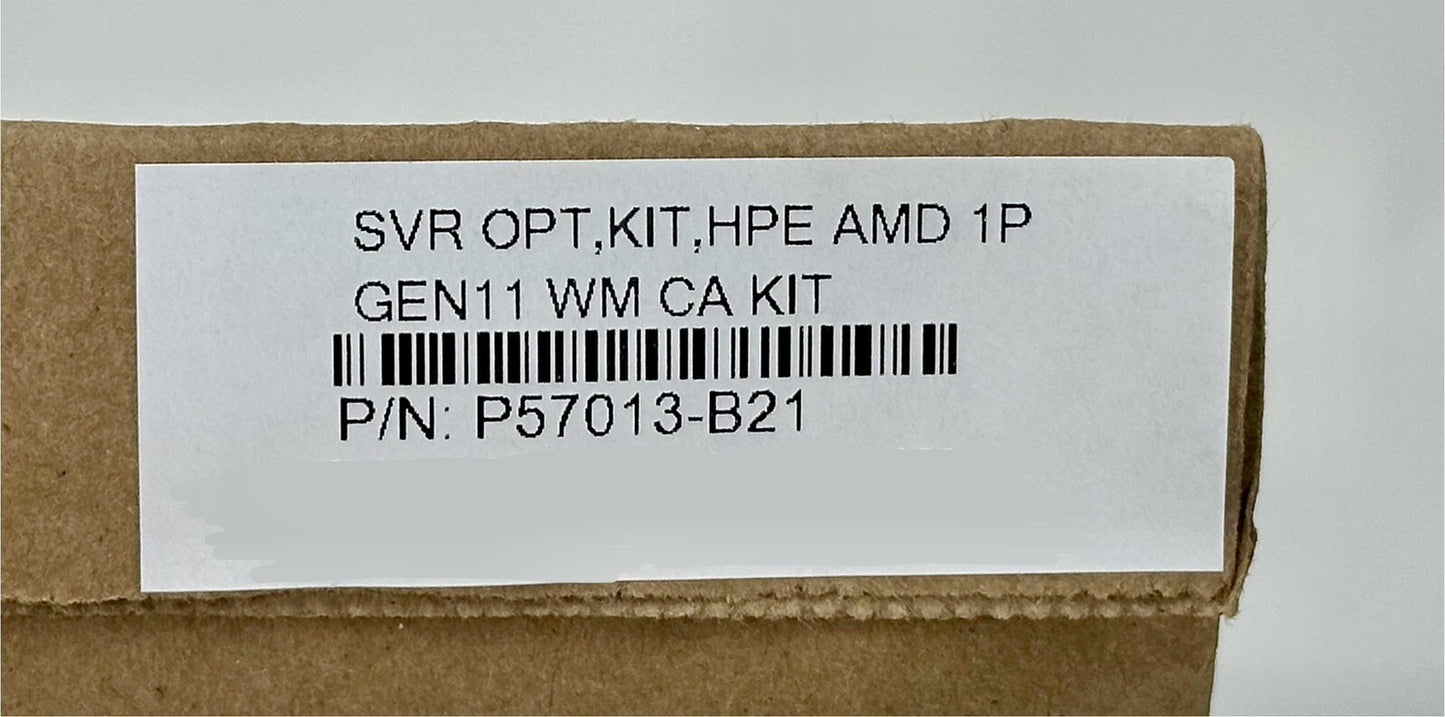 SVR OPT,KIT,HPE AMD 1P
GEN11 WM CA KIT
P/N: P57013-B21